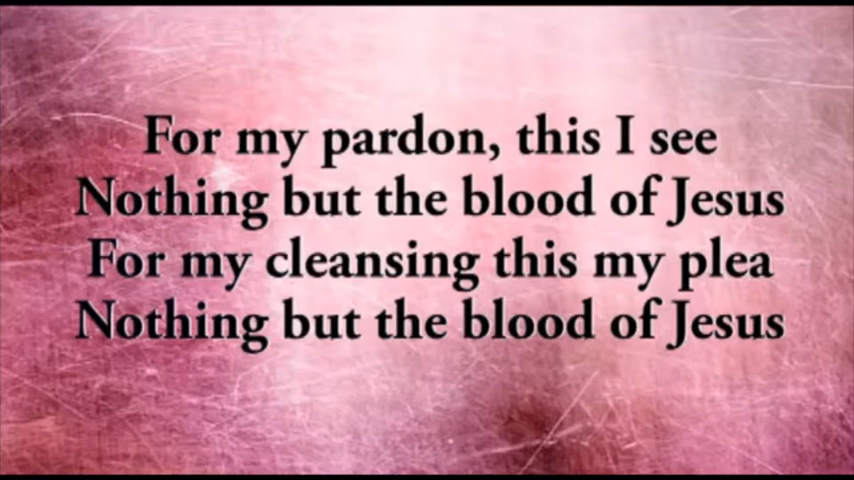 For my pardon, this I see
Nothing but the blood of Jesus
For my cleansing this my plea
Nothing but the blood of Jesus